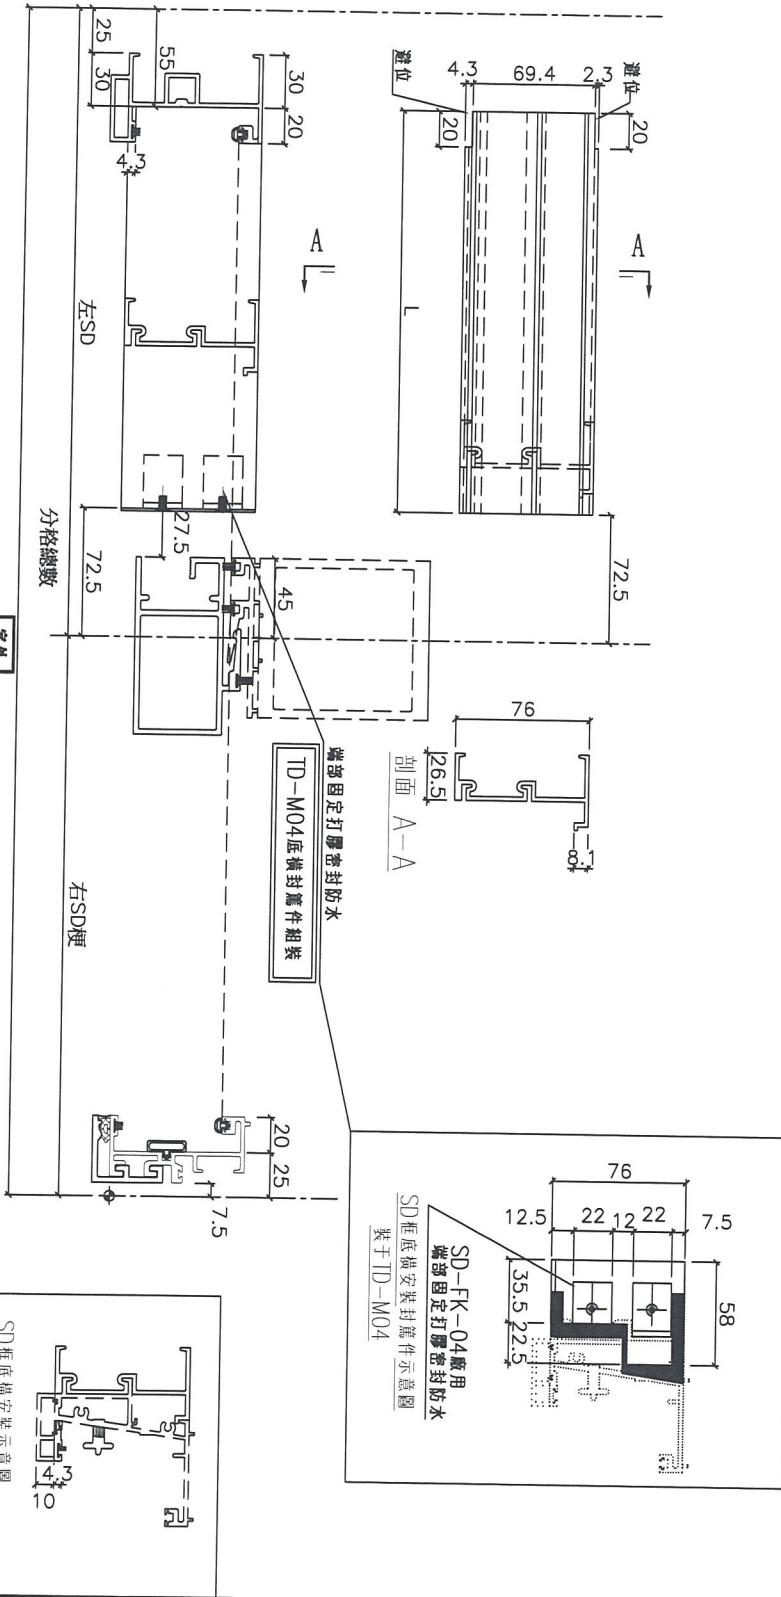 25
55
30
30
20
4.3
避位
4.3
69.4
2.3
避位
20
20
A
A
L
左SD
分格總數
72.5
27.5
45
72.5
76
26.5
8.1
剖面 A-A
端部固定打膠密封防水
TD-M04底橫封篤件組裝
右SD梗
20
25
7.5
76
12.5
22
12
22
7.5
58
35.5
22.5
SD-FK-04廠用
端部固定打膠密封防水
SD框底橫安裝封篤件示意圖
裝于TD-M04
4.3
10
SD框底橫安裝示意圖